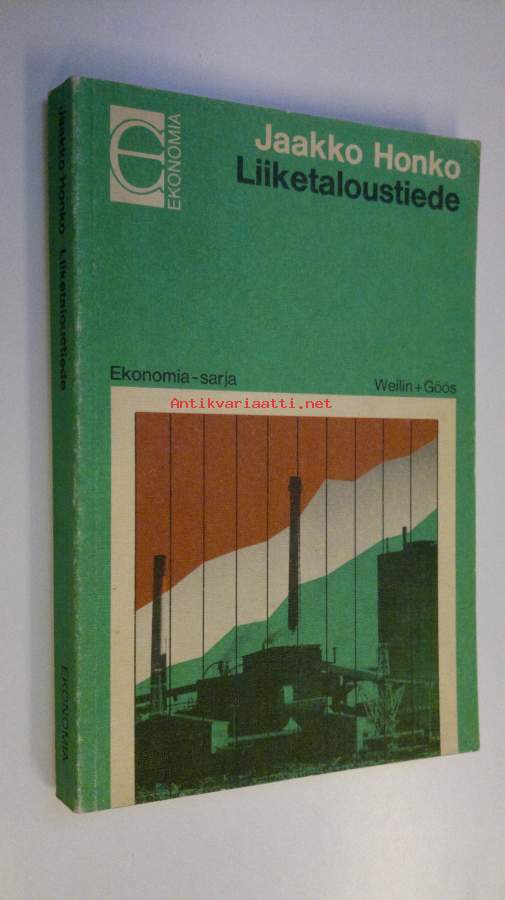 EKONOMIA
Jaakko Honko
Liiketaloustiede
Ekonomia-sarja
Weilin+Göös
Antikvariaatti.net
Jaakko Honko Liiketaloustiede
EKONOMIA